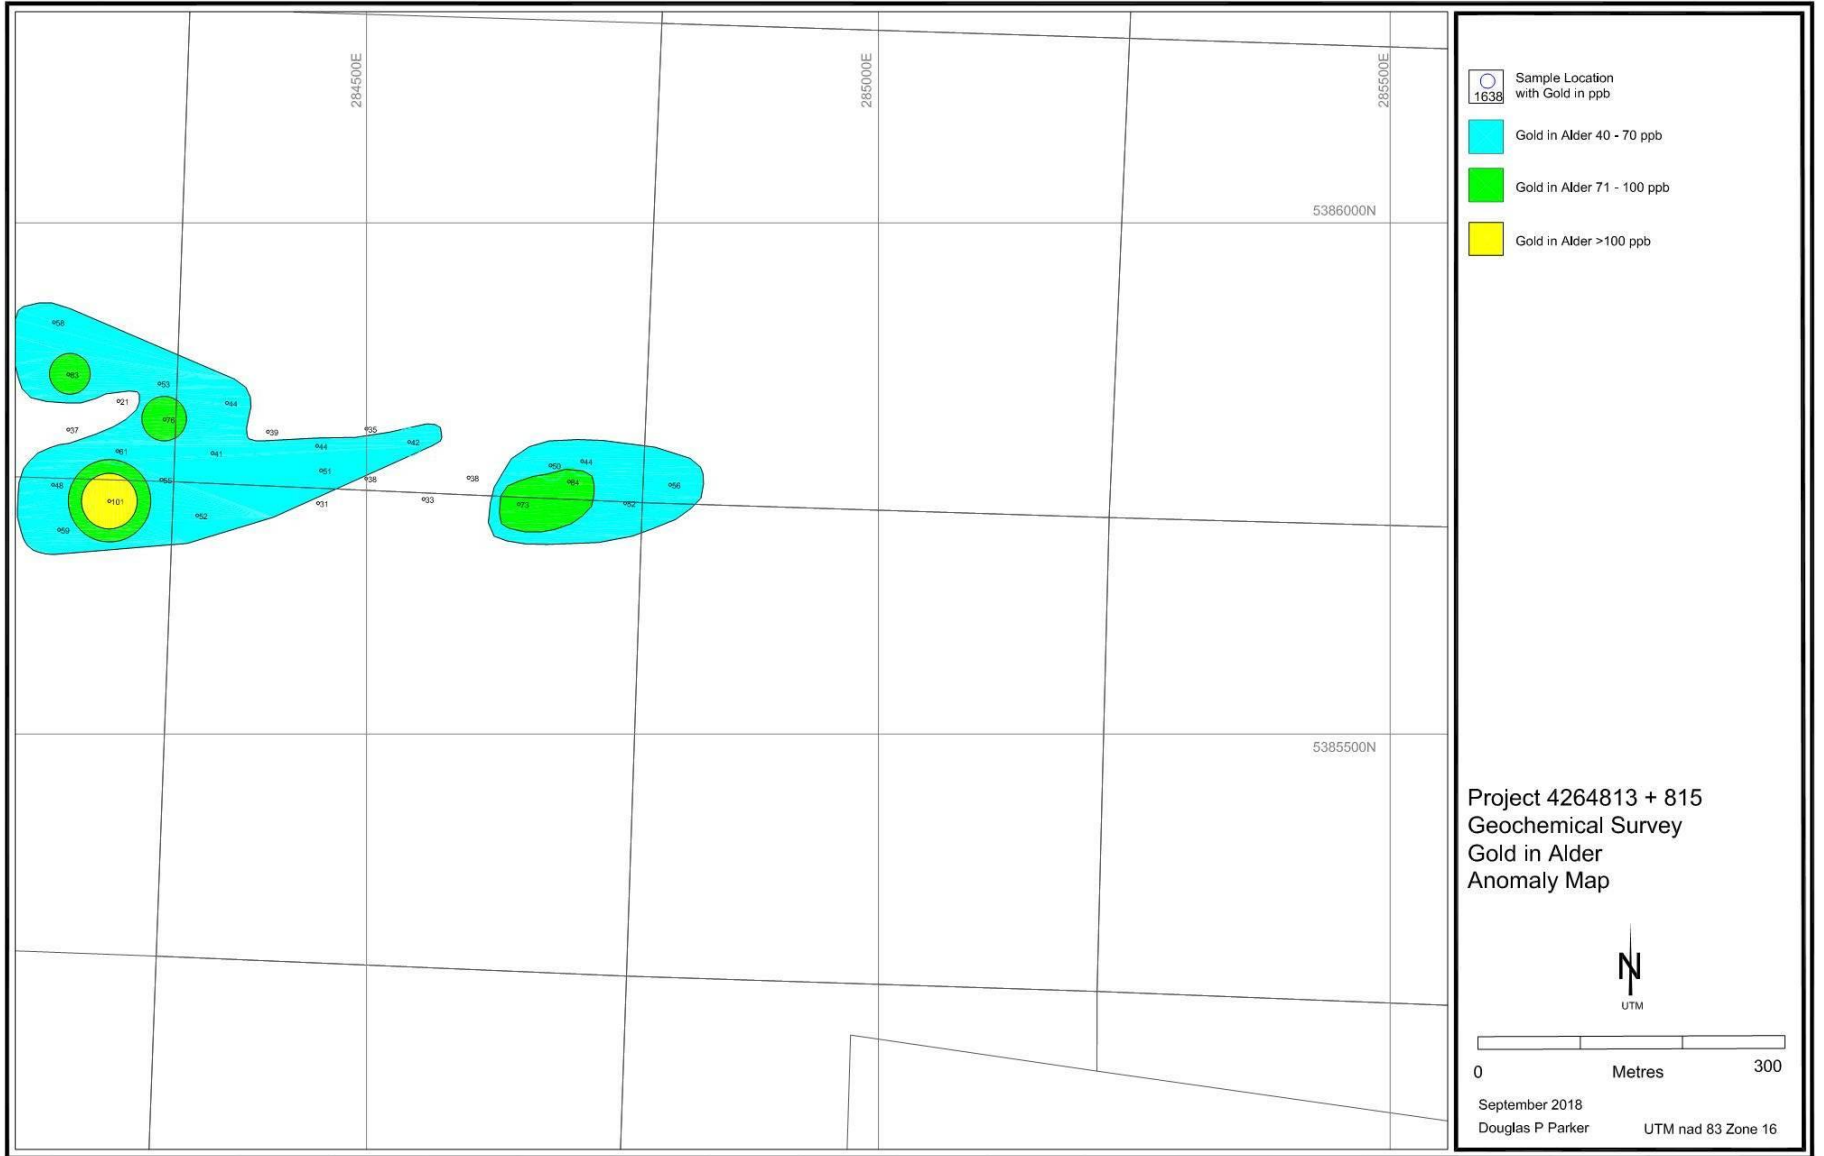 284500E
285000E
285500E
5386000N
58
83
53
21
44
76
37
39
35
44
42
61
41
51
50
44
48
55
38
38
64
56
101
31
33
73
52
52
59
5385500N
1638
Sample Location
with Gold in ppb
Gold in Alder 40 - 70 ppb
Gold in Alder 71 - 100 ppb
Gold in Alder >100 ppb
Project 4264813 + 815
Geochemical Survey
Gold in Alder
Anomaly Map
N
UTM
0
Metres
300
September 2018
Douglas P Parker
UTM nad 83 Zone 16